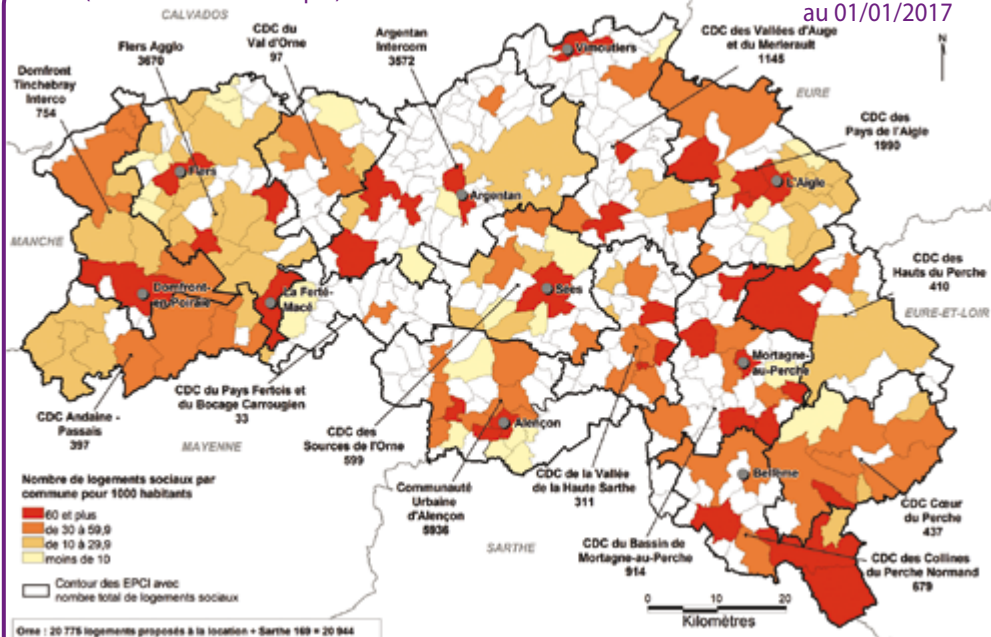 au 01/01/2017
CALVADOS
Domfront
Tinchebray
Interco
754
Flers Agglo
3670
CDC du
Val d'Orne
97
Argentan
Intercom
3572
CDC des Vallées d'Auge
et du Merlerault
1145
N
EURE
CDC des
Pays de l'Aigle
1990
Vimoutiers
Flers
Argentan
L'Aigle
MANCHE
Domfront-
en-Poiraie
La Ferté-
Macé
Sées
CDC des
Hauts du Perche
410
EURE-ET-LOIR
Mortagne-
au-Perche
CDC Andaine -
Passais
397
CDC du Pays Fertois et
du Bocage Carrougien
33
MAYENNE
CDC des
Sources de l'Orne
599
Alençon
Communauté
Urbaine
d'Alençon
5936
CDC de la Vallée
de la Haute Sarthe
311
Bellême
SARTHE
CDC du Bassin de
Mortagne-au-Perche
914
CDC Cœur
du Perche
437
CDC des Collines
du Perche Normand
679
Nombre de logements sociaux par
commune pour 1000 habitants
60 et plus
de 30 à 59,9
de 10 à 29,9
moins de 10
Contour des EPCI avec
nombre total de logements sociaux
0 10 20
Kilomètres
Orne : 20 775 logements proposés à la location + Sarthe 169 = 20 944